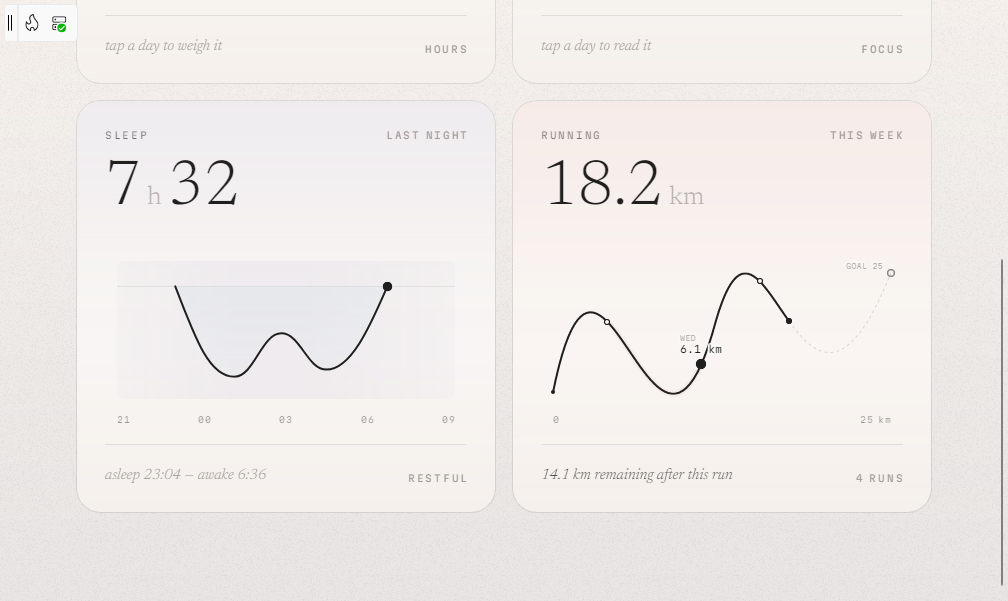 tap a day to weigh it
HOURS
tap a day to read it
FOCUS
SLEEP
LAST NIGHT
7 h 32
21 00 03 06 09
asleep 23:04 – awake 6:36
RESTFUL
RUNNING
THIS WEEK
18.2 km
GOAL 25
WED
6.1 km
0
25 km
14.1 km remaining after this run
4 RUNS